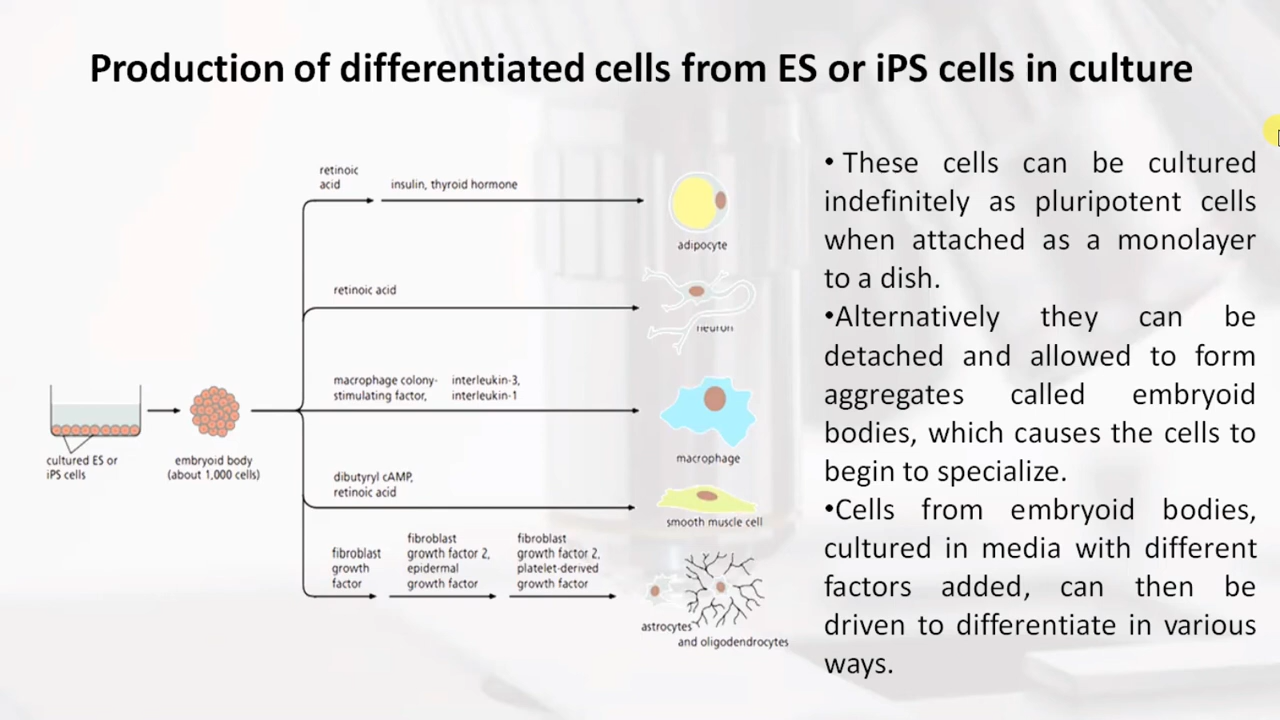 Production of differentiated cells from ES or iPS cells in culture
retinoic
acid
insulin, thyroid hormone
adipocyte
retinoic acid
neuron
macrophage colony-
stimulating factor,
interleukin-3,
interleukin-1
macrophage
cultured ES or
iPS cells
embryoid body
(about 1,000 cells)
dibutyryl cAMP,
retinoic acid
smooth muscle cell
fibroblast
growth
factor
fibroblast
growth factor 2,
epidermal
growth factor
fibroblast
growth factor 2,
platelet-derived
growth factor
astrocytes
and oligodendrocytes
• These cells can be cultured
indefinitely as pluripotent cells
when attached as a monolayer
to a dish.
•Alternatively they can be
detached and allowed to form
aggregates called embryoid
bodies, which causes the cells to
begin to specialize.
•Cells from embryoid bodies,
cultured in media with different
factors added, can then be
driven to differentiate in various
ways.